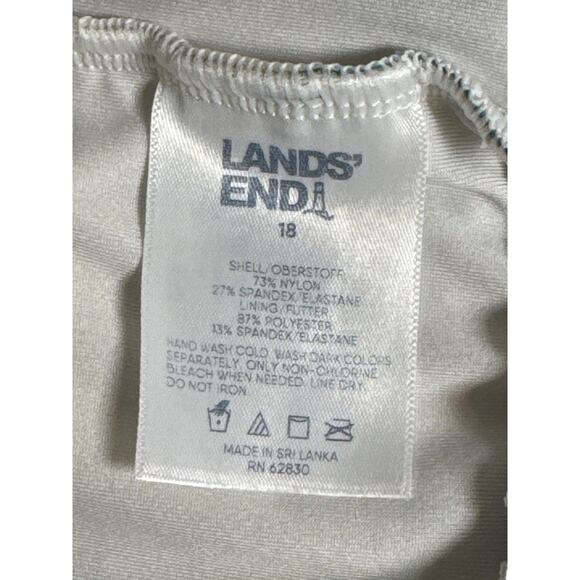 LANDS'
END
18
SHELL/OBERSTOFF
73% NYLON
27% SPANDEX/ELASTANE
LINING/FUTTER
87% POLYESTER
13% SPANDEX/ELASTANE
HAND WASH COLD. WASH DARK COLORS
SEPARATELY. ONLY NON-CHLORINE
BLEACH WHEN NEEDED. LINE DRY.
DO NOT IRON.
MADE IN SRI LANKA
RN 62830